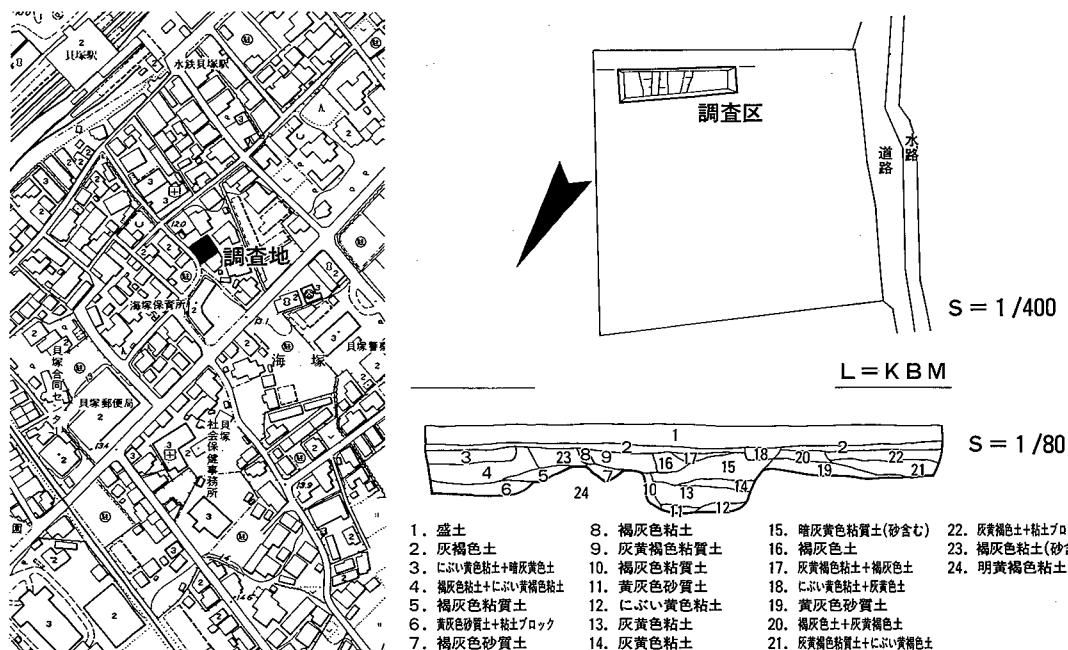 貝塚駅
水鉄貝塚駅
調査地
海塚保育所
海塚
貝塚警察
貝塚合同センター
貝塚郵便局
貝塚社会保健事務所
調査区
道路
水路
S=1/400
L=KBM
S=1/80
1. 盛土
2. 灰褐色土
3. にぶい黄色粘土+暗灰黄色土
4. 褐灰色粘土+にぶい黄褐色粘土
5. 褐灰色粘質土
6. 黄灰色砂質土+粘土ブロック
7. 褐灰色砂質土
8. 褐灰色粘土
9. 灰黄褐色粘質土
10. 褐灰色粘質土
11. 黄灰色砂質土
12. にぶい黄色粘土
13. 灰黄色粘土
14. 灰黄色粘土
15. 暗灰黄色粘質土(砂含む)
16. 褐灰色土
17. 灰黄褐色粘土+褐灰色土
18. にぶい黄色粘土+灰黄色土
19. 黄灰色砂質土
20. 褐灰色土+灰黄褐色土
21. 灰黄褐色粘質土+にぶい黄褐色土
22. 灰黄褐色土+粘土ブロ
23. 褐灰色粘土(砂含
24. 明黄褐色粘土